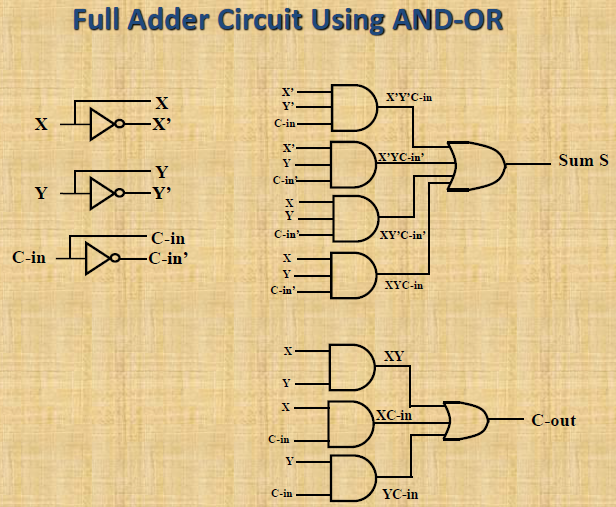 Full Adder Circuit Using AND-OR
X
X
X'
Y
Y
Y'
C-in
C-in
C-in'
X'
Y'
C-in
X'Y'C-in
X'
Y
C-in'
X'YC-in'
X
Y
C-in'
XY'C-in'
X
Y
C-in'
XYC-in
Sum S
X
Y
XY
X
C-in
XC-in
Y
C-in
YC-in
C-out